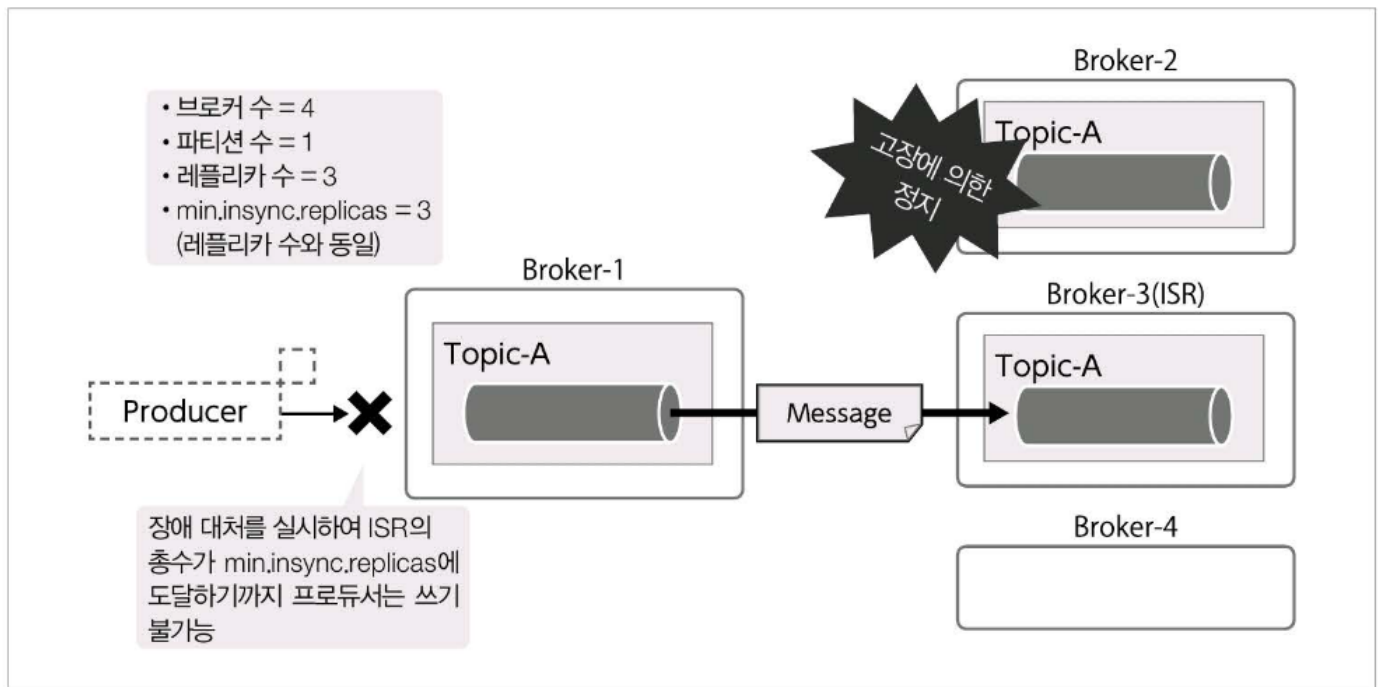 • 브로커 수 = 4
• 파티션 수 = 1
• 레플리카 수 = 3
• min.insync.replicas = 3
(레플리카 수와 동일)
Broker-2
Topic-A
고장에 의한
정지
Broker-1
Topic-A
Broker-3(ISR)
Topic-A
Producer
Message
장애 대처를 실시하여 ISR의
총수가 min.insync.replicas에
도달하기까지 프로듀서는 쓰기
불가능
Broker-4